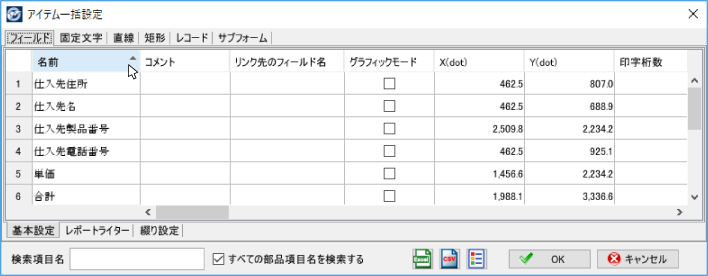 アイテム一括設定
フィールド 固定文字 直線 矩形 レコード サブフォーム
名前 コメント リンク先のフィールド名 グラフィックモード X(dot) Y(dot) 印字桁数
1 仕入先住所 462.5 807.0
2 仕入先名 462.5 688.9
3 仕入先製品番号 2,509.8 2,234.2
4 仕入先電話番号 462.5 925.1
5 単価 1,456.6 2,234.2
6 合計 1,988.1 3,336.6
基本設定 レポートライター 綴り設定
検索項目名 すべての部品項目名を検索する Excel CSV OK キャンセル